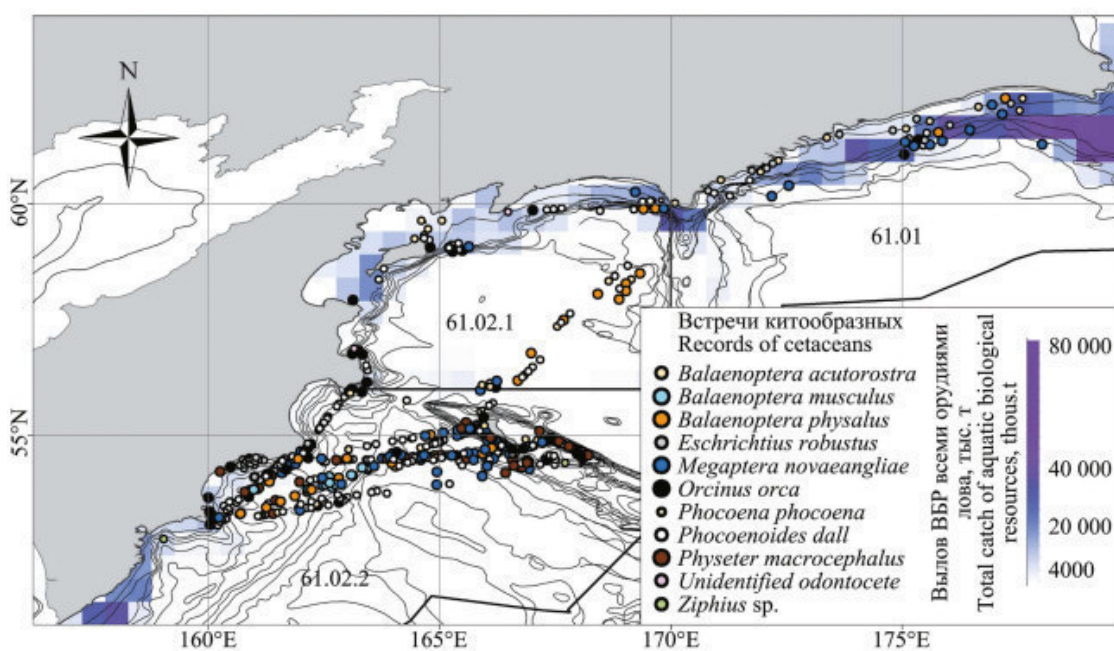 N
60°N
61.01
61.02.1
55°N
61.02.2
160°E
165°E
170°E
175°E
Встречи китообразных
Records of cetaceans
Balaenoptera acutorostra
Balaenoptera musculus
Balaenoptera physalus
Eschrichtius robustus
Megaptera novaeangliae
Orcinus orca
Phocoena phocoena
Phocoenoides dall
Physeter macrocephalus
Unidentified odontocete
Ziphius sp.
Вылов ВБР всеми орудиями
лова, тыс, т
Total catch of aquatic biological
resources, thous.t
80 000
40 000
20 000
4000